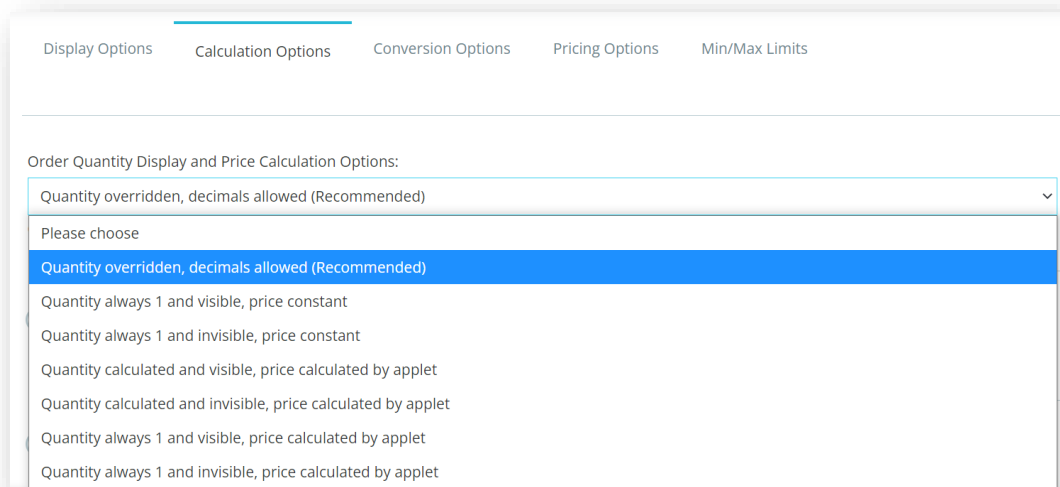 Display Options Calculation Options Conversion Options Pricing Options Min/Max Limits
Order Quantity Display and Price Calculation Options:
Quantity overridden, decimals allowed (Recommended)
Please choose
Quantity overridden, decimals allowed (Recommended)
Quantity always 1 and visible, price constant
Quantity always 1 and invisible, price constant
Quantity calculated and visible, price calculated by applet
Quantity calculated and invisible, price calculated by applet
Quantity always 1 and visible, price calculated by applet
Quantity always 1 and invisible, price calculated by applet